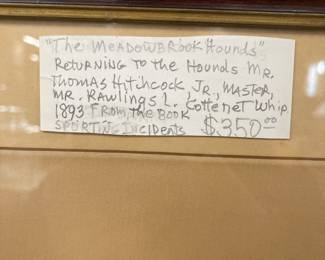 "The MEADOWBROOK Hounds"
RETURNING TO the HOUNDS MR.
Thomas Hitchcock JR., MASTER,
MR. RAWLINGS L. Cottenet Whip.
1893 FROM the BOOK
SPORTING INCIDENTS $350.00